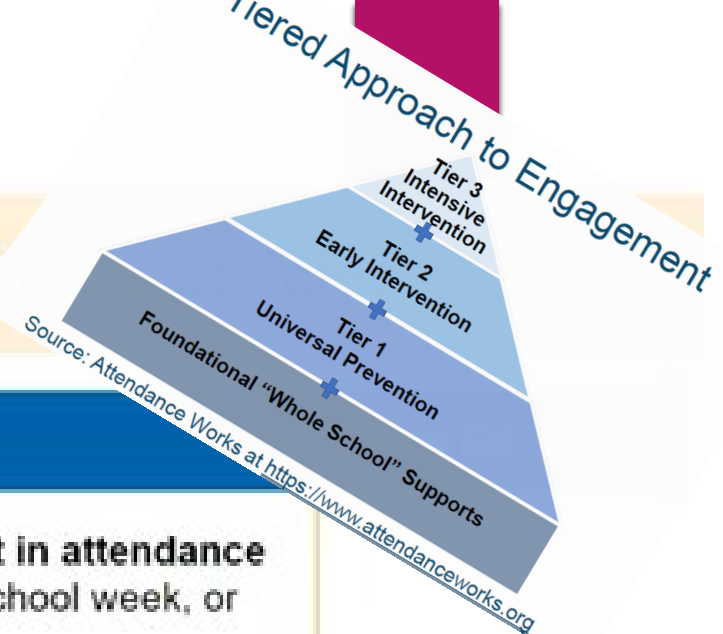 Tiered Approach to Engagement
Tier 3
Intensive
Intervention
Tier 2
Early Intervention
Tier 1
Universal Prevention
Foundational “Whole School” Supports
Source: Attendance Works at https://www.attendanceworks.org
in attendance
week, or